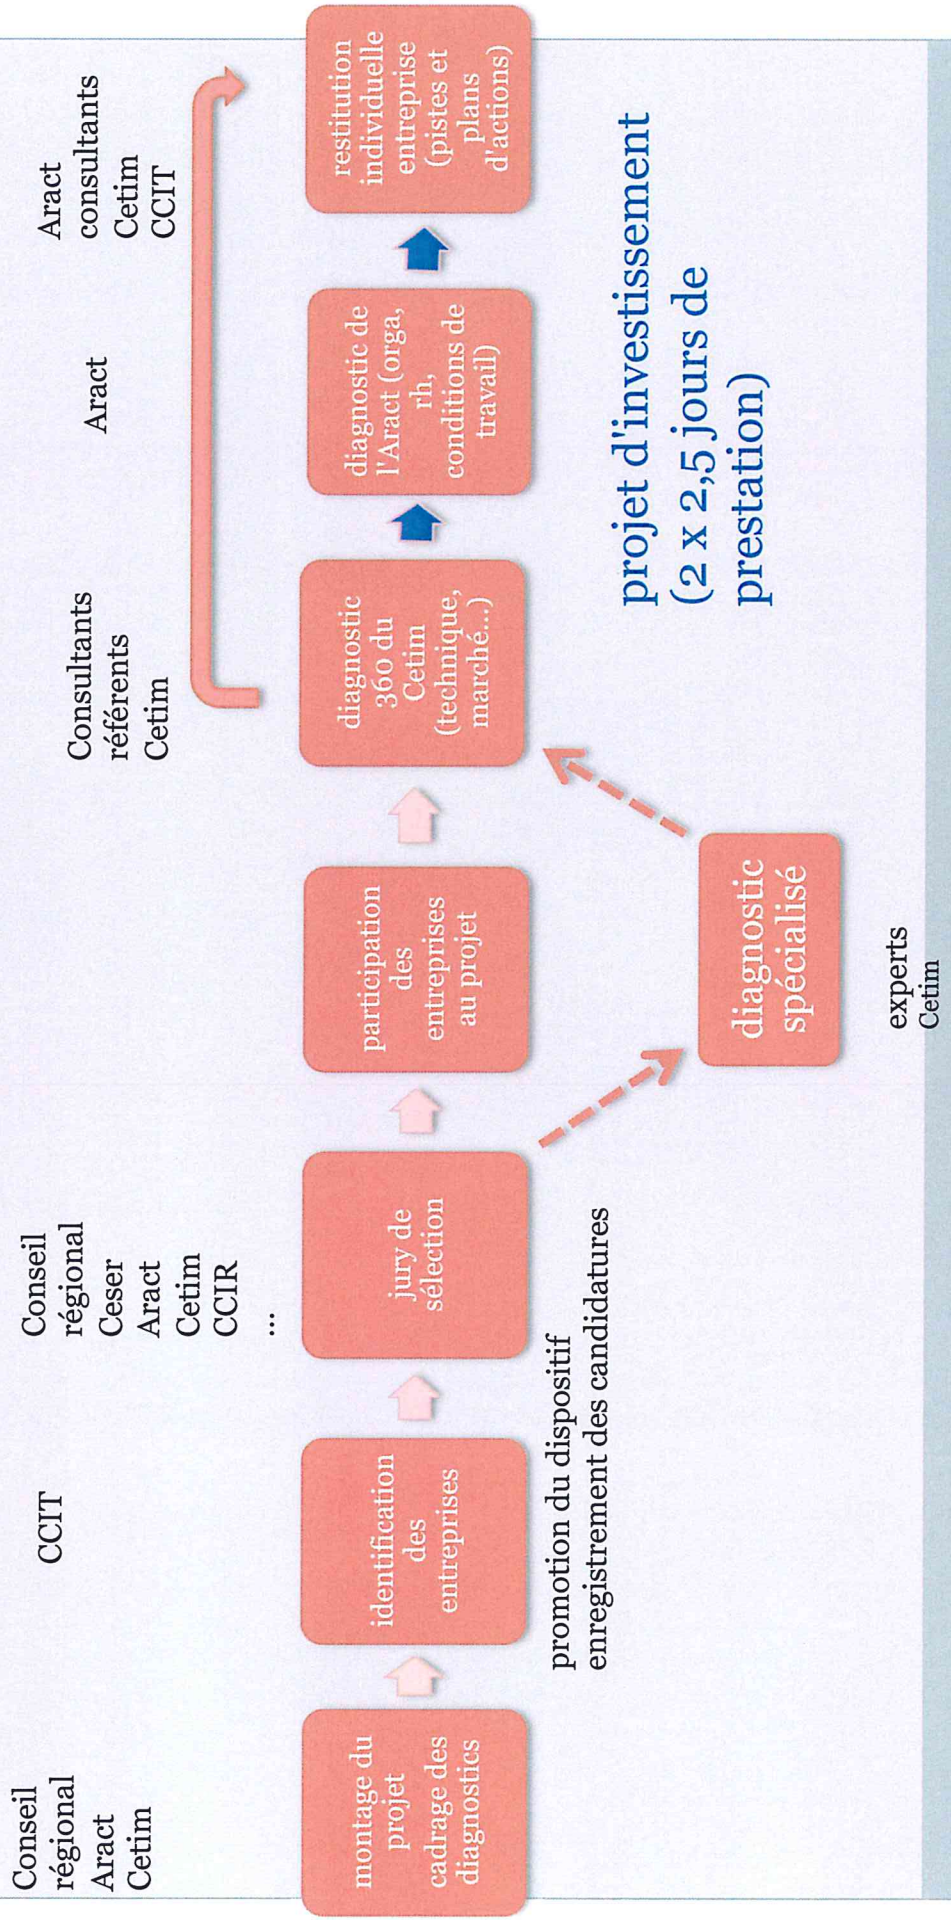 Conseil
régional
Aract
Cetim
CCIT
Conseil
régional
Ceser
Aract
Cetim
CCIR
...
Consultants
référents
Cetim
Aract
Aract
consultants
Cetim
CCIT
montage du
projet
cadrage des
diagnostics
identification
des
entreprises
jury de
sélection
participation
des
entreprises
au projet
diagnostic
360 du
Cetim
(technique,
marché...)
diagnostic de
l'Aract (orga,
rh,
conditions de
travail)
restitution
individuelle
entreprise
(pistes et
plans
d'actions)
promotion du dispositif
enregistrement des candidatures
diagnostic
spécialisé
experts
Cetim
projet d'investissement
(2 x 2,5 jours de
prestation)